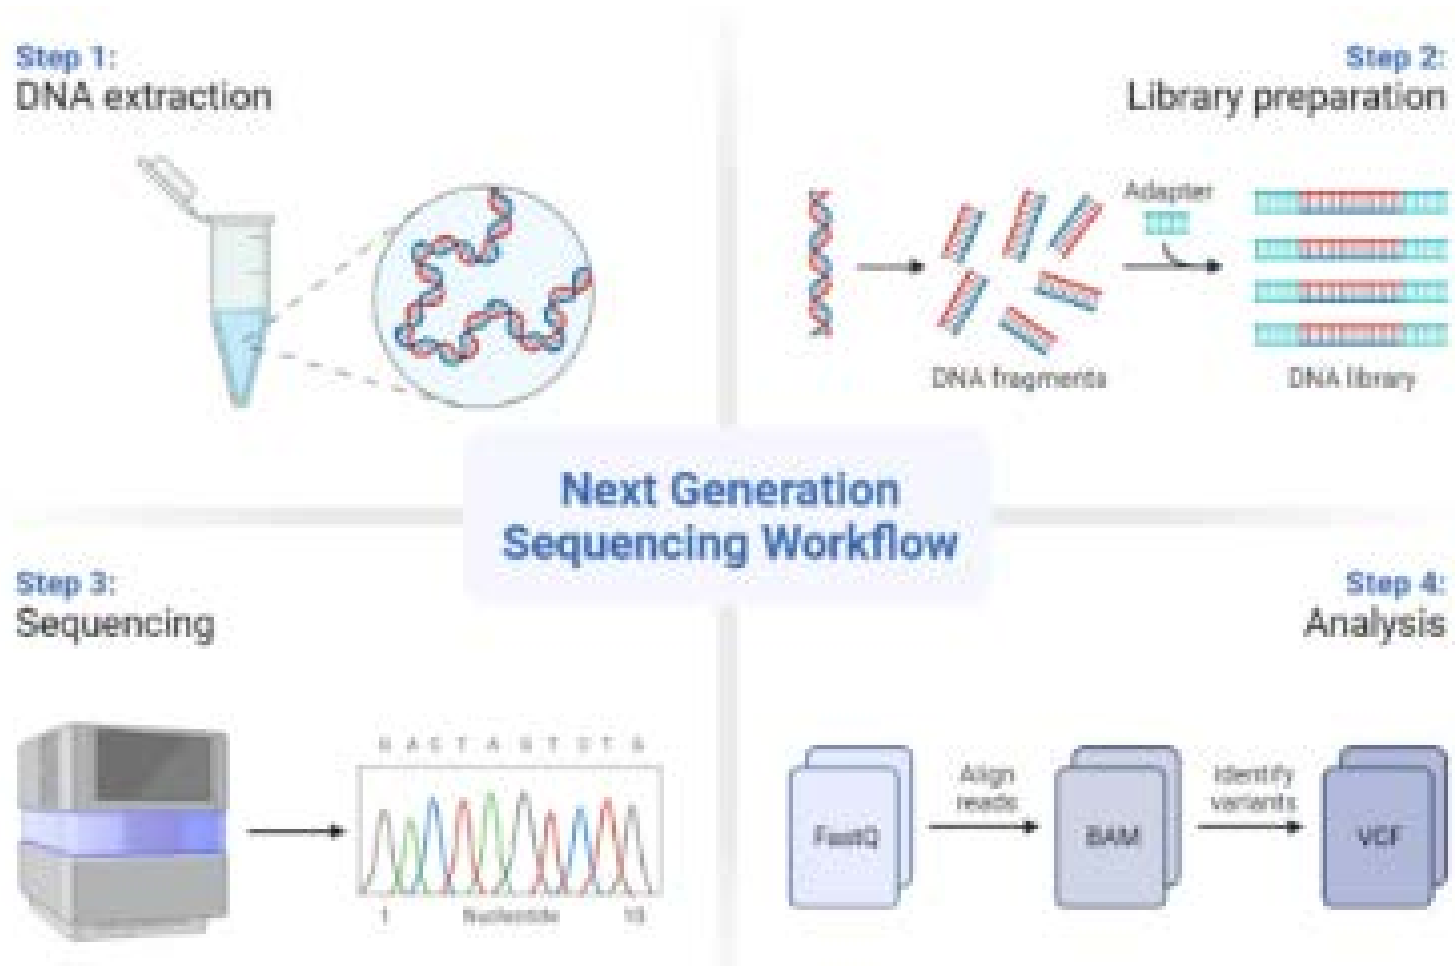 Step 1:
DNA extraction
Step 2:
Library preparation
Adapter
DNA fragments
DNA library
Next Generation
Sequencing Workflow
Step 3:
Sequencing
G A C T A G T C T G
1
Nucleotide
10
Step 4:
Analysis
FastQ
Align
reads
BAM
Identify
variants
VCF